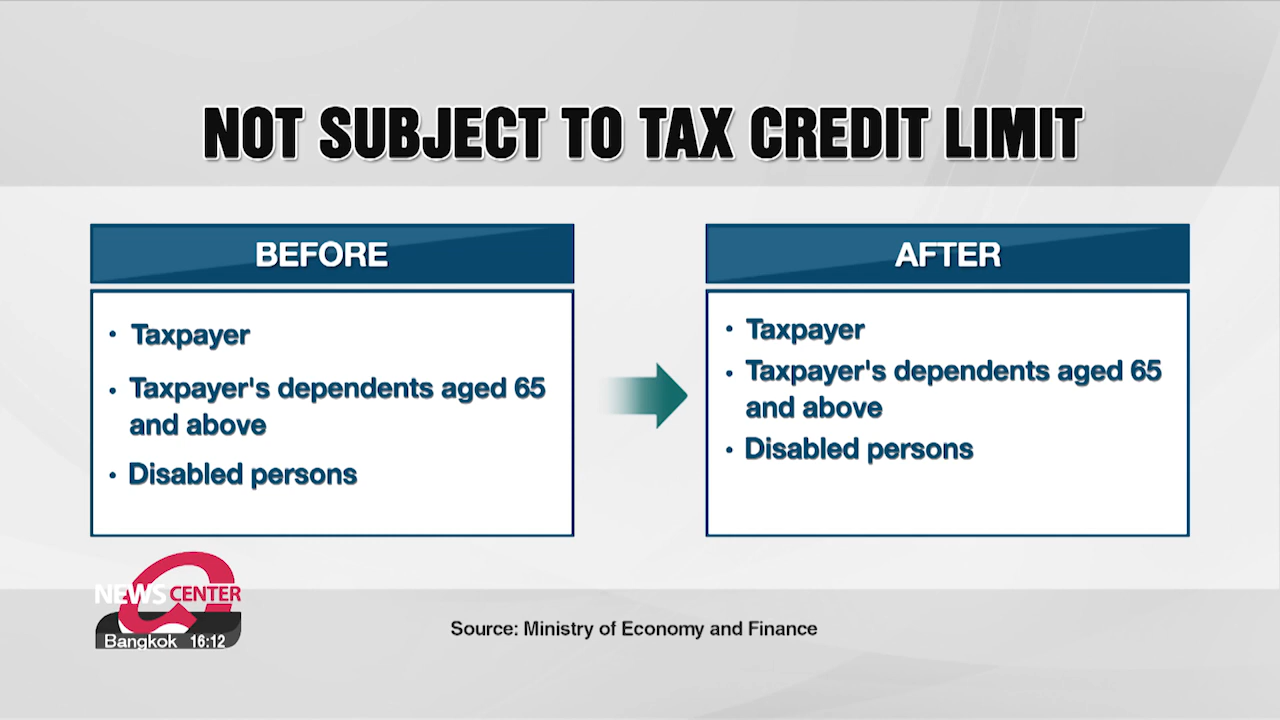 NOT SUBJECT TO TAX CREDIT LIMIT
BEFORE
• Taxpayer
• Taxpayer's dependents aged 65
and above
• Disabled persons
AFTER
• Taxpayer
• Taxpayer's dependents aged 65
and above
• Disabled persons
NEWS CENTER
Bangkok 16:12
Source: Ministry of Economy and Finance